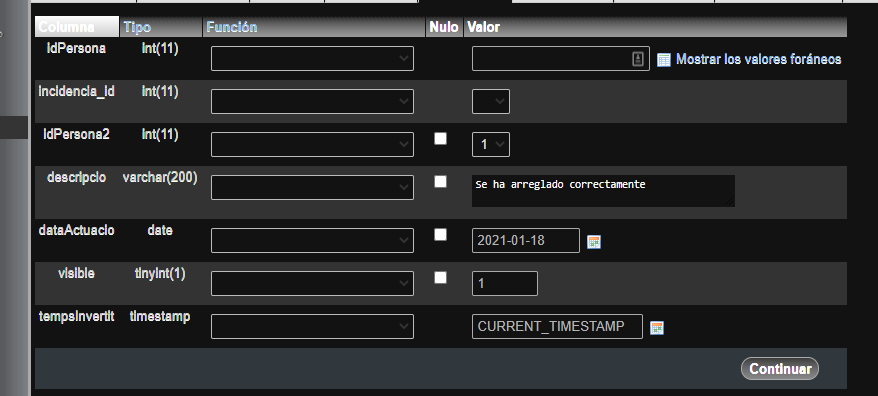 Columna Tipo Función Nulo Valor
idPersona int(11) Mostrar los valores foráneos
incidencia_id int(11)
idPersona2 int(11) 1
descripcio varchar(200) Se ha arreglado correctamente
dataActuacio date 2021-01-18
visible tinyint(1) 1
tempsInvertit timestamp CURRENT_TIMESTAMP
Continuar